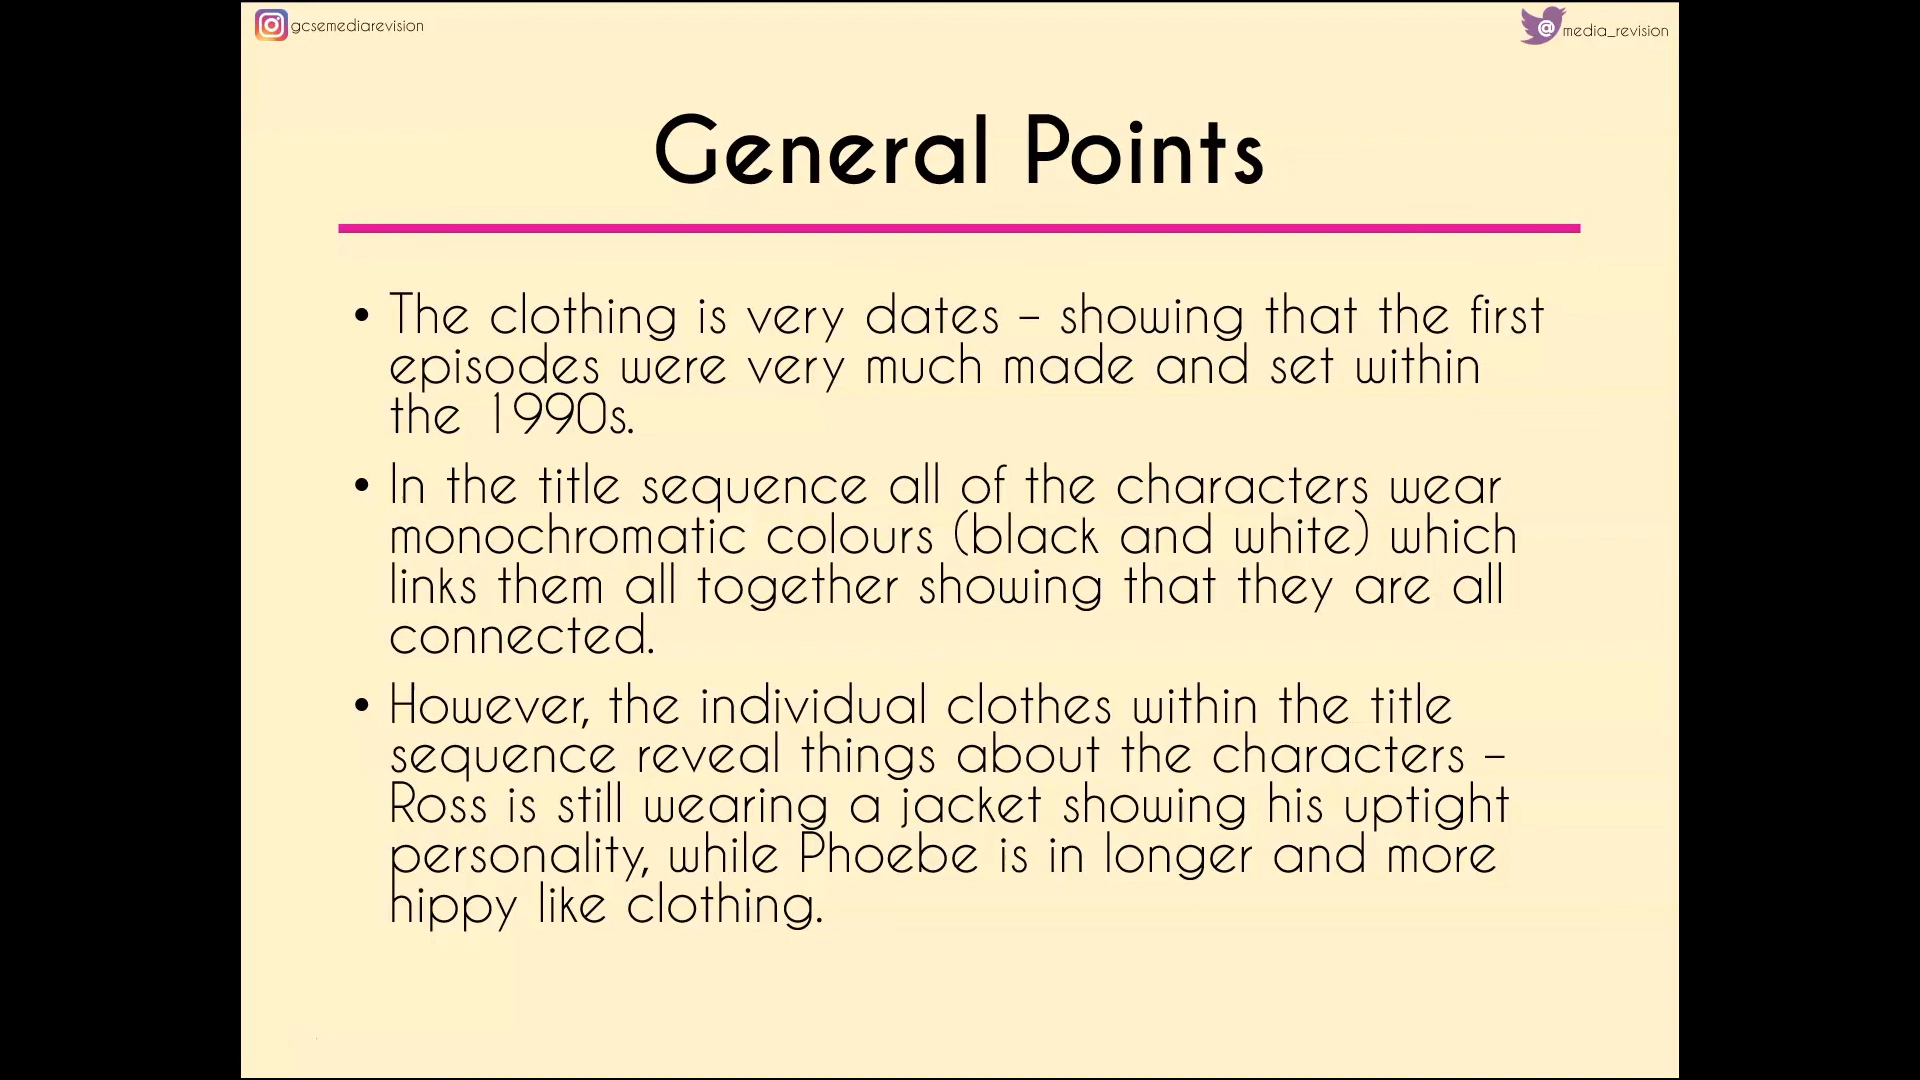 gcsemediarevision
@media_revision
General Points
• The clothing is very dates – showing that the first
episodes were very much made and set within
the 1990s.
• In the title sequence all of the characters wear
monochromatic colours (black and white) which
links them all together showing that they are all
connected.
• However, the individual clothes within the title
sequence reveal things about the characters –
Ross is still wearing a jacket showing his uptight
personality, while Phoebe is in longer and more
hippy like clothing.